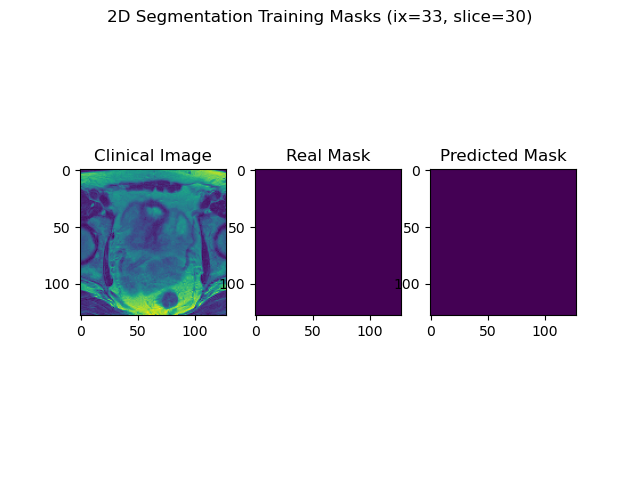 2D Segmentation Training Masks (ix=33, slice=30)
Clinical Image Real Mask Predicted Mask
0 0 0
50 50 50
100 100 100
0 50 100 0 50 100 0 50 100